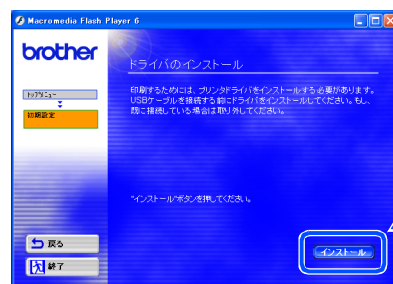 Macromedia Flash Player 6
brother
ドライバのインストール
トップメニュー
初期設定
印刷するためには、プリンタドライバをインストールする必要があります。
USBケーブルを接続する前にドライバをインストールしてください。もし、
既に接続している場合は取り外してください。
"インストール"ボタンを押してください。
インストール
戻る
終了